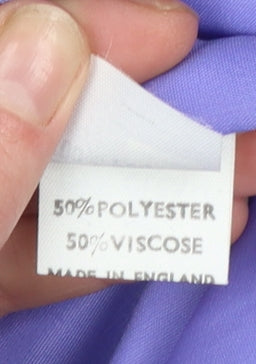 50% POLYESTER
50% VISCOSE
MADE IN ENGLAND